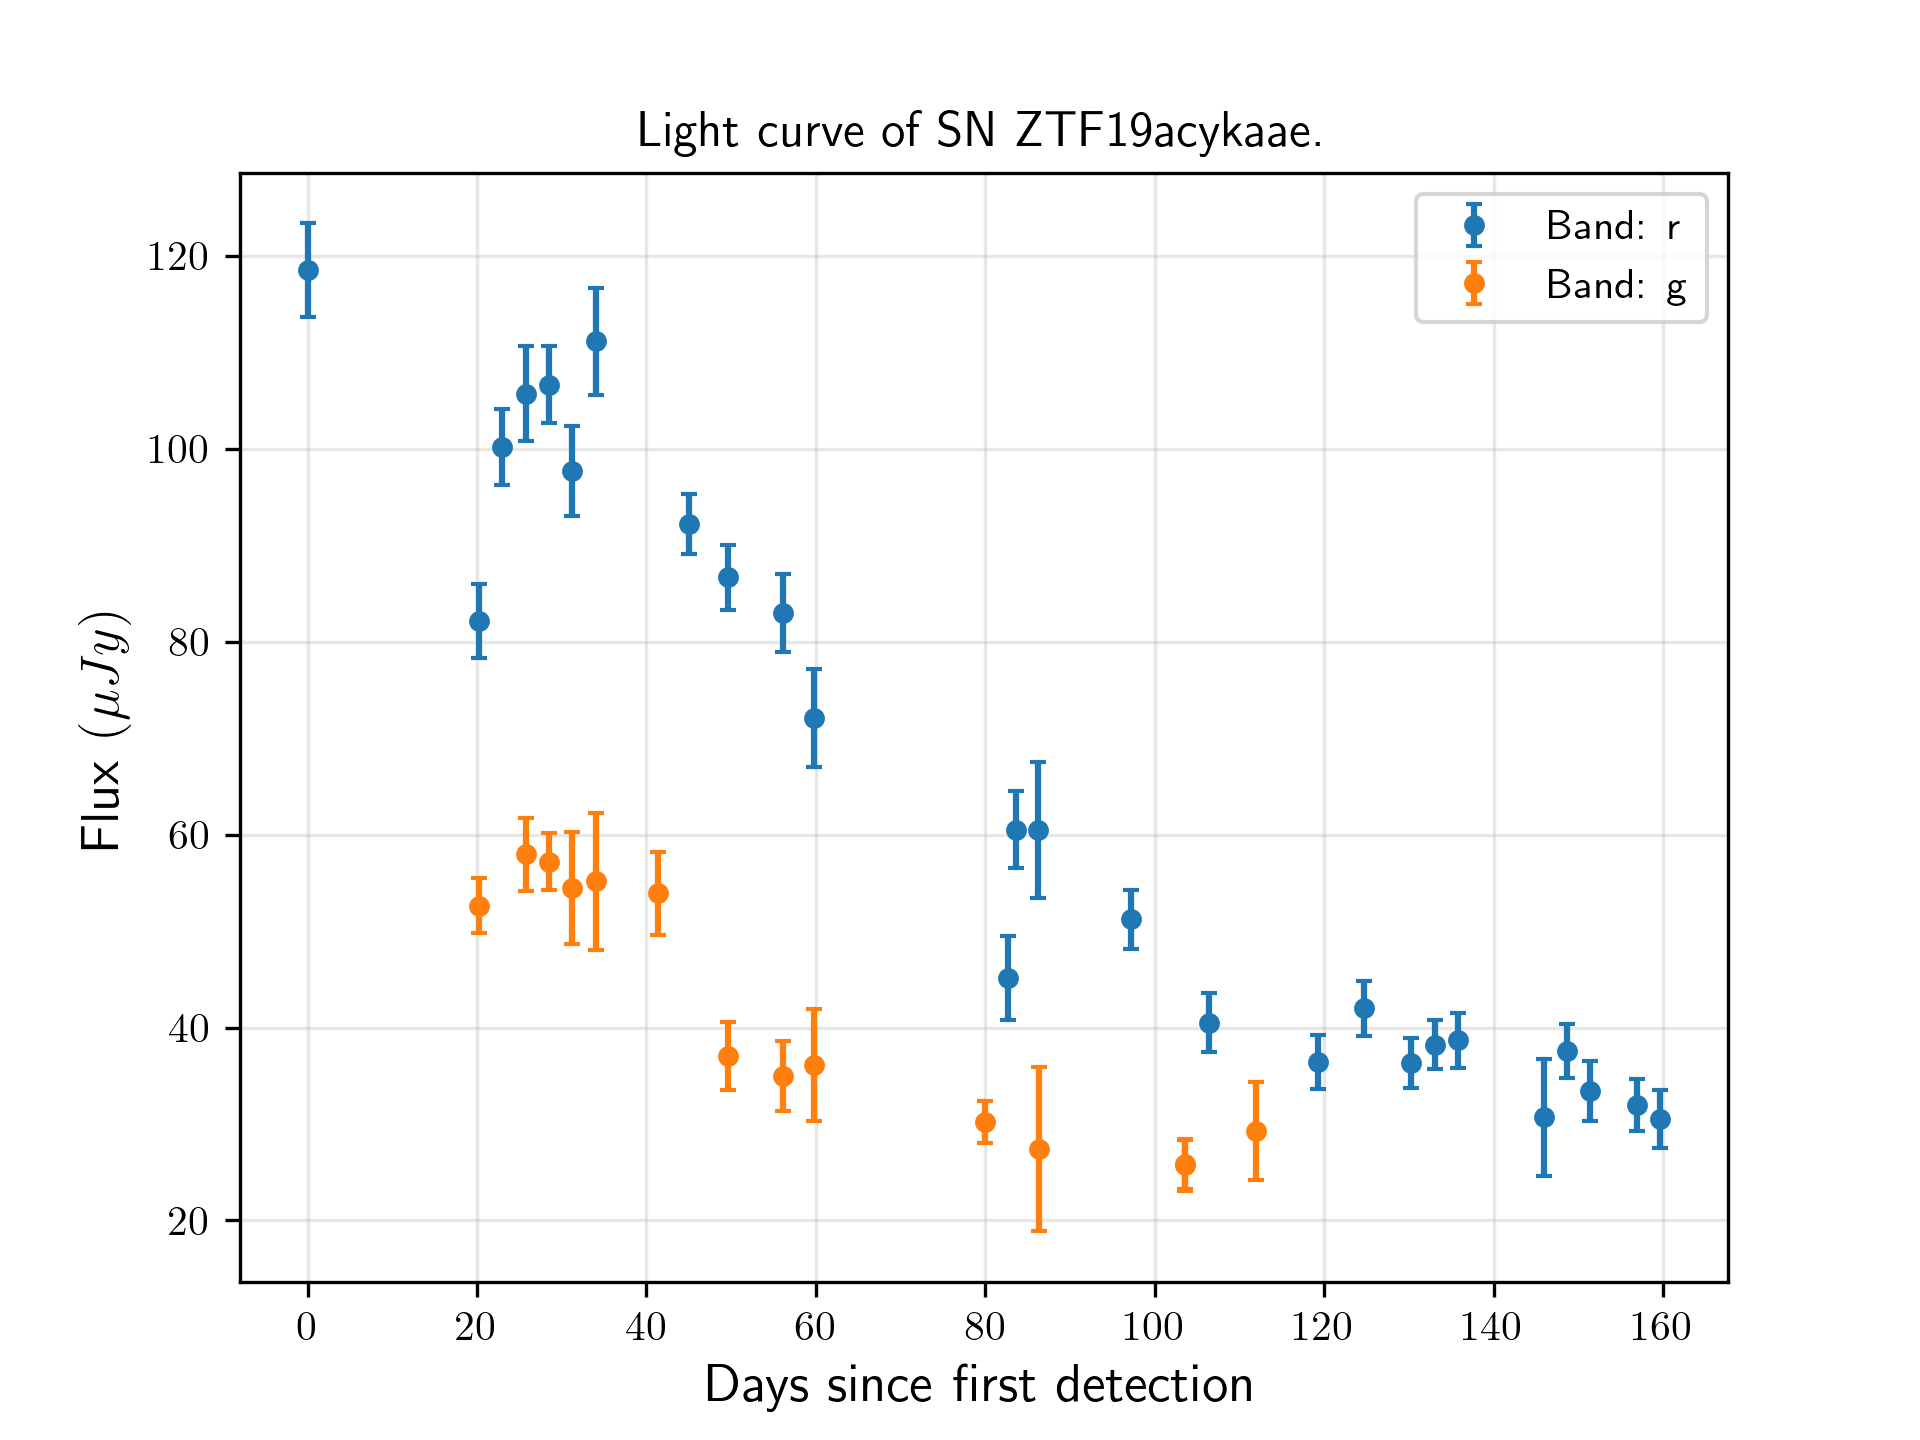 Light curve of SN ZTF19acykaae.
Band: r
Band: g
120
100
80
60
40
20
Flux (μJy)
0 20 40 60 80 100 120 140 160
Days since first detection